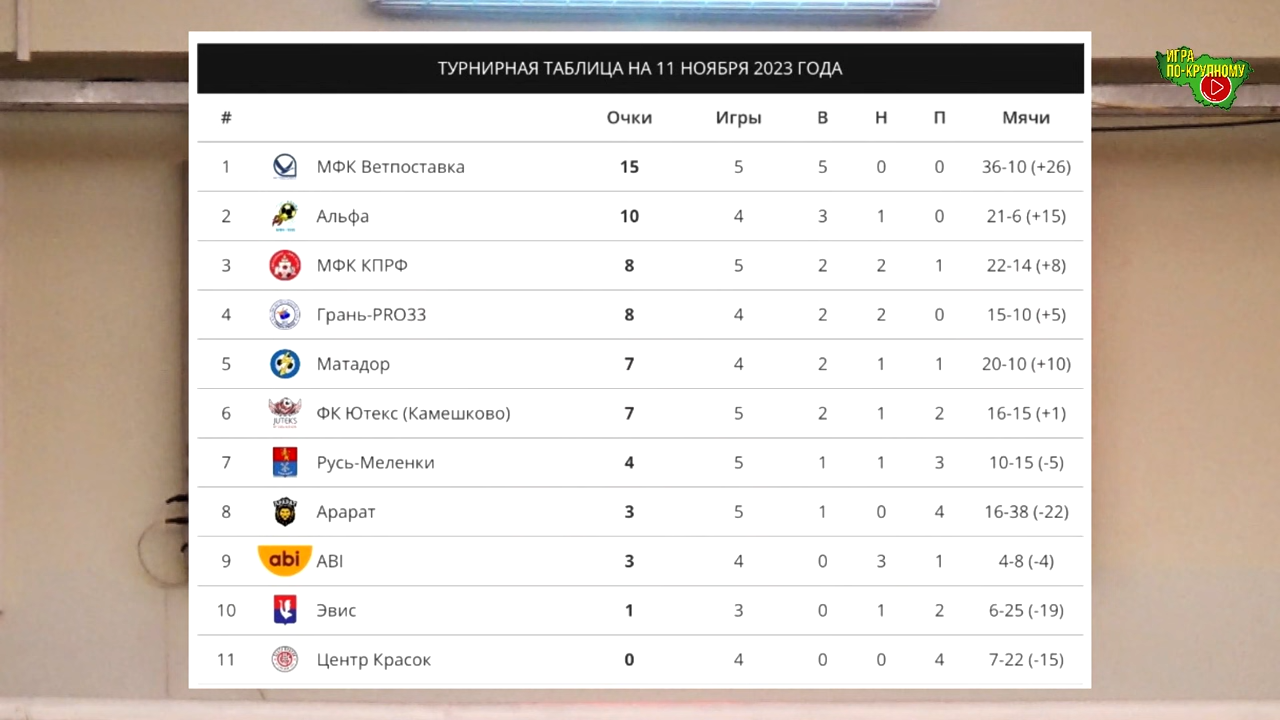 ИГРА
ПО-КРУПНОМУ
ТУРНИРНАЯ ТАБЛИЦА НА 11 НОЯБРЯ 2023 ГОДА
# Очки Игры В Н П Мячи
1 МФК Ветпоставка 15 5 5 0 0 36-10 (+26)
2 Альфа 10 4 3 1 0 21-6 (+15)
3 МФК КПРФ 8 5 2 2 1 22-14 (+8)
4 Грань-PRO33 8 4 2 2 0 15-10 (+5)
5 Матадор 7 4 2 1 1 20-10 (+10)
6 JUTEKS ФК Ютекс (Камешково) 7 5 2 1 2 16-15 (+1)
7 Русь-Меленки 4 5 1 1 3 10-15 (-5)
8 Арарат 3 5 1 0 4 16-38 (-22)
9 abi ABI 3 4 0 3 1 4-8 (-4)
10 Эвис 1 3 0 1 2 6-25 (-19)
11 Центр Красок 0 4 0 0 4 7-22 (-15)